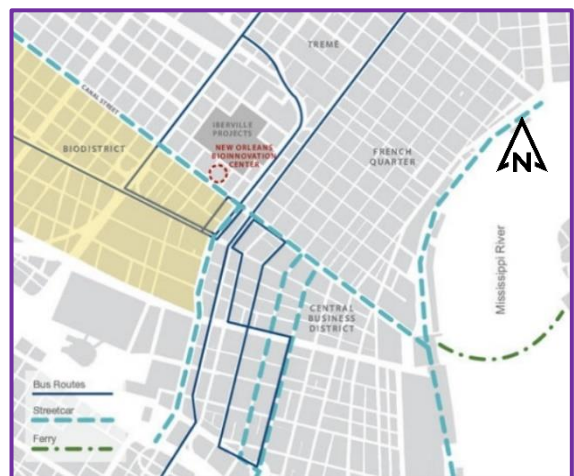 TREMÉ
CANAL STREET
IBERVILLE
PROJECTS
NEW ORLEANS
BIOINNOVATION
CENTER
BIODISTRICT
FRENCH
QUARTER
N
Mississippi River
CENTRAL
BUSINESS
DISTRICT
Bus Routes
Streetcar
Ferry